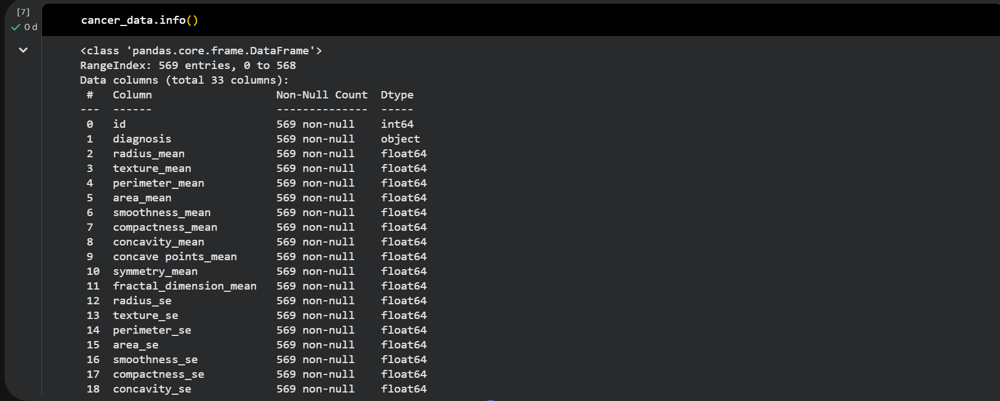 [7]
0 d
cancer_data.info()
<class 'pandas.core.frame.DataFrame'>
RangeIndex: 569 entries, 0 to 568
Data columns (total 33 columns):
 #   Column                   Non-Null Count  Dtype
---  ------                   --------------  -----
 0   id                       569 non-null    int64
 1   diagnosis                569 non-null    object
 2   radius_mean              569 non-null    float64
 3   texture_mean             569 non-null    float64
 4   perimeter_mean           569 non-null    float64
 5   area_mean                569 non-null    float64
 6   smoothness_mean          569 non-null    float64
 7   compactness_mean         569 non-null    float64
 8   concavity_mean           569 non-null    float64
 9   concave points_mean      569 non-null    float64
 10  symmetry_mean            569 non-null    float64
 11  fractal_dimension_mean   569 non-null    float64
 12  radius_se                569 non-null    float64
 13  texture_se               569 non-null    float64
 14  perimeter_se             569 non-null    float64
 15  area_se                  569 non-null    float64
 16  smoothness_se            569 non-null    float64
 17  compactness_se           569 non-null    float64
 18  concavity_se             569 non-null    float64